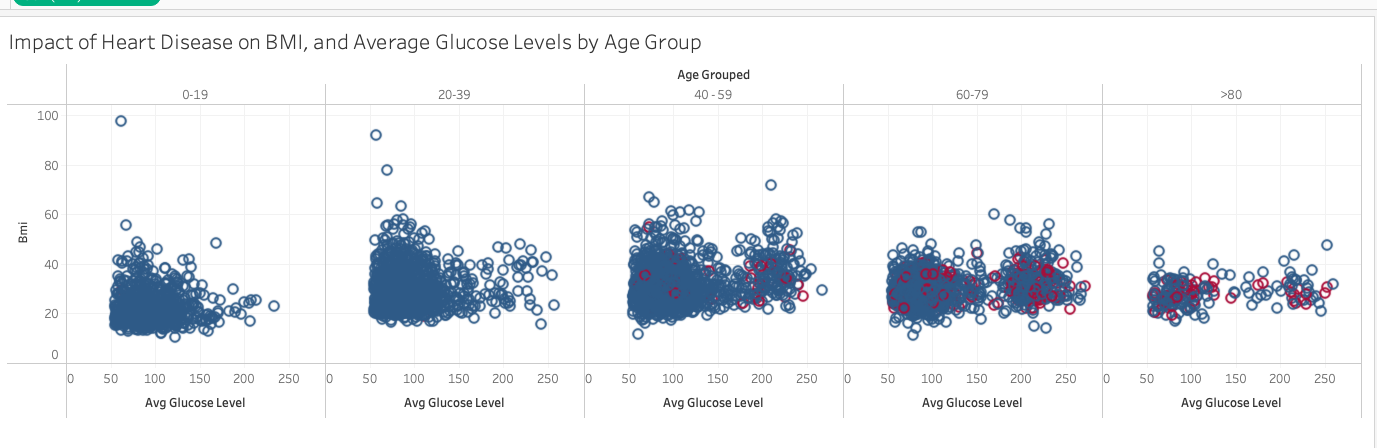 Impact of Heart Disease on BMI, and Average Glucose Levels by Age Group
Age Grouped
0-19 20-39 40 - 59 60-79 >80
Bmi
100
80
60
40
20
0
0 50 100 150 200 250 0 50 100 150 200 250 0 50 100 150 200 250 0 50 100 150 200 250 0 50 100 150 200 250
Avg Glucose Level Avg Glucose Level Avg Glucose Level Avg Glucose Level Avg Glucose Level